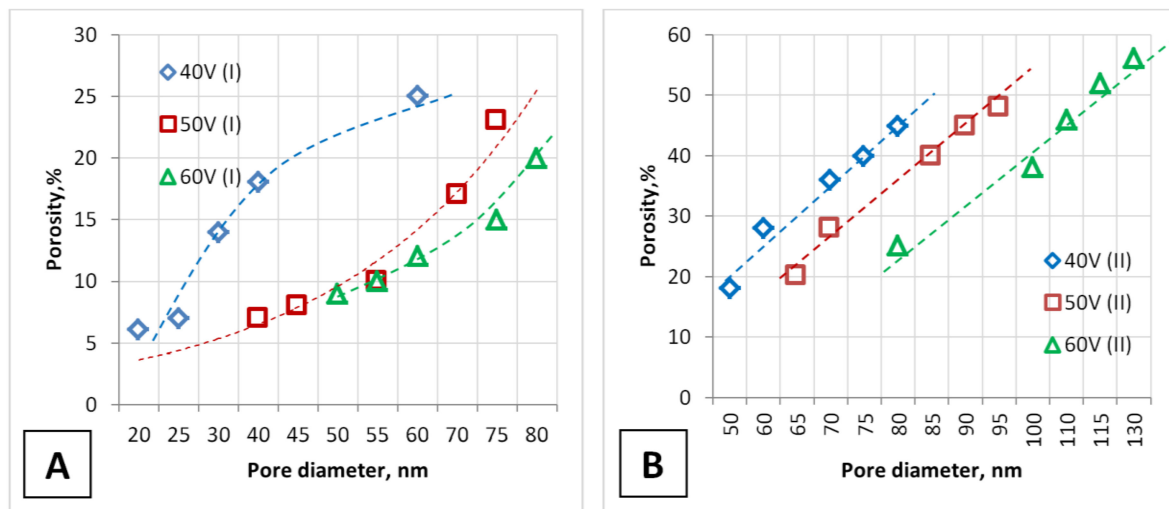 30
25
20
15
10
5
0
Porosity,%
40V (I)
50V (I)
60V (I)
20 25 30 40 45 50 55 60 70 75 80
Pore diameter, nm
A
60
50
40
30
20
10
0
Porosity,%
40V (II)
50V (II)
60V (II)
50 60 65 70 75 80 85 90 95 100 110 115 130
Pore diameter, nm
B